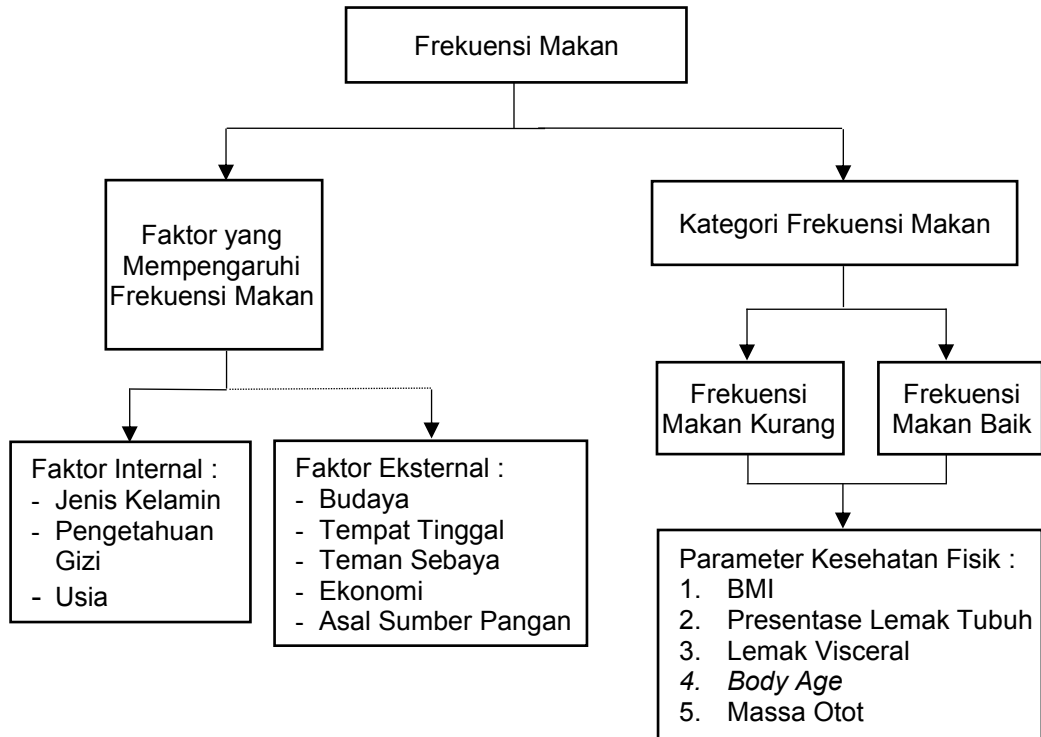 Frekuensi Makan
Faktor yang
Mempengaruhi
Frekuensi Makan
Kategori Frekuensi Makan
Frekuensi
Makan Kurang
Frekuensi
Makan Baik
Faktor Internal :
- Jenis Kelamin
- Pengetahuan
Gizi
- Usia
Faktor Eksternal :
- Budaya
- Tempat Tinggal
- Teman Sebaya
- Ekonomi
- Asal Sumber Pangan
Parameter Kesehatan Fisik :
1. BMI
2. Presentase Lemak Tubuh
3. Lemak Visceral
4. Body Age
5. Massa Otot